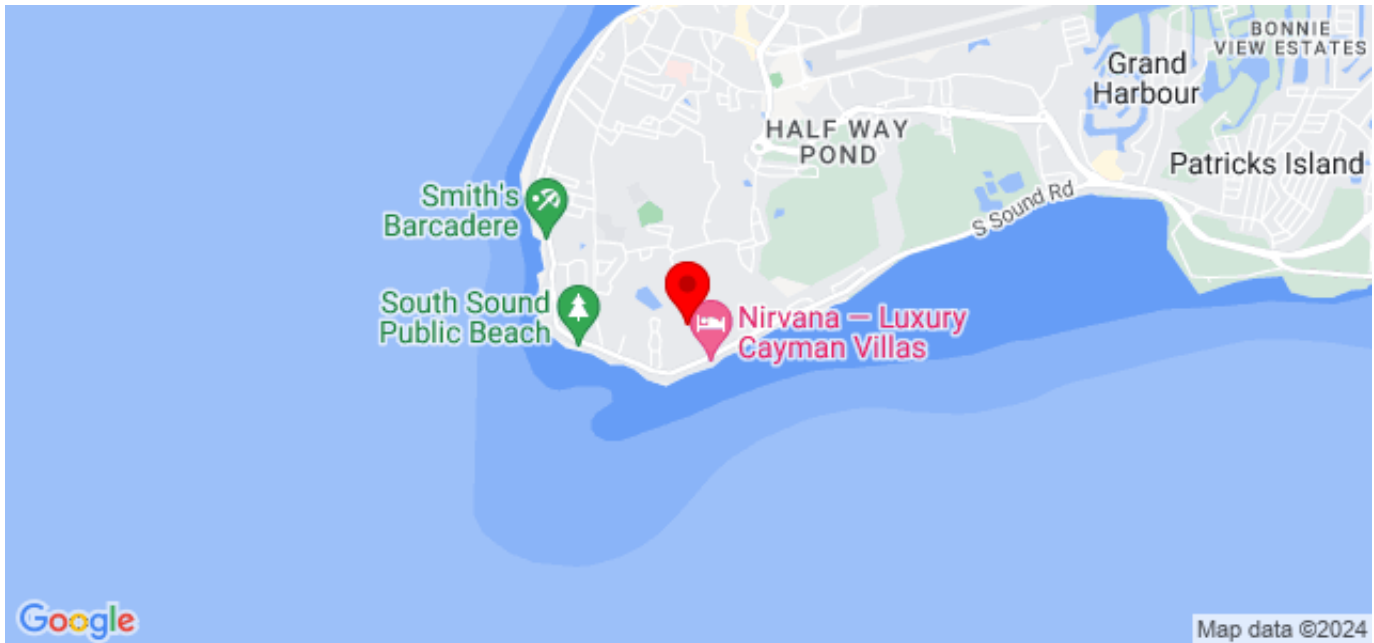 BONNIE
VIEW ESTATES
Grand
Harbour
HALF WAY
POND
Patricks Island
Smith's
Barcadere
S Sound Rd
South Sound
Public Beach
Nirvana — Luxury
Cayman Villas
Google
Map data ©2024